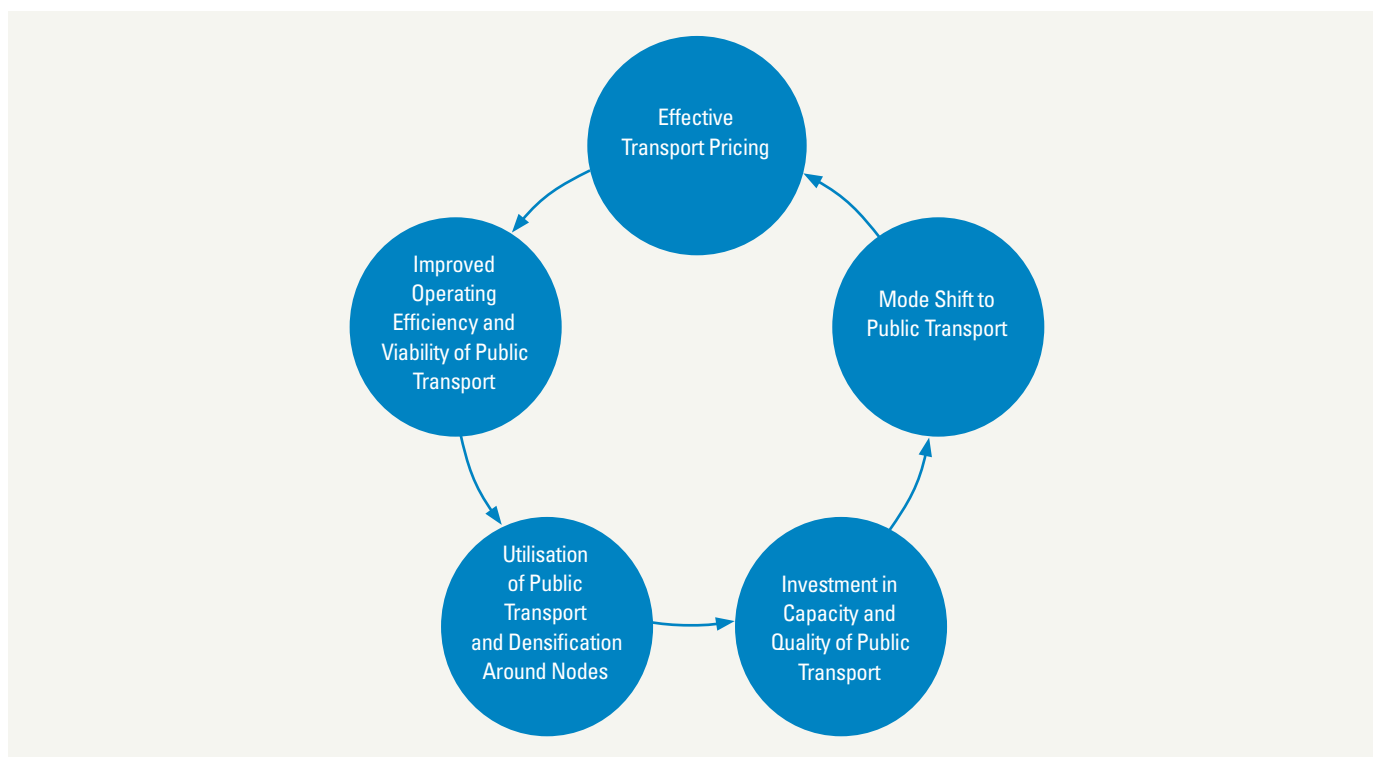 Effective
Transport Pricing
Improved
Operating
Efficiency and
Viability of Public
Transport
Mode Shift to
Public Transport
Utilisation
of Public
Transport
and Densification
Around Nodes
Investment in
Capacity and
Quality of Public
Transport